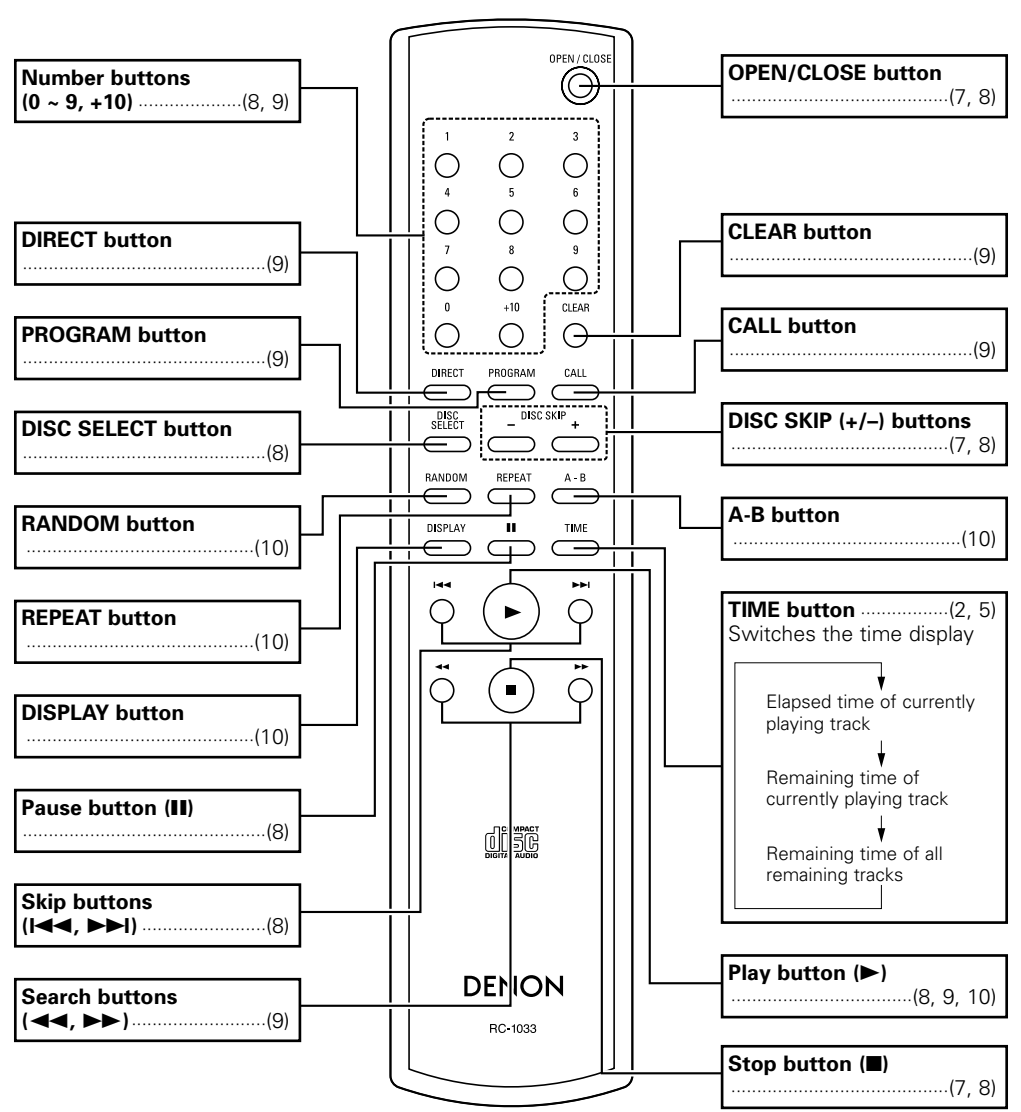 Number buttons
(0 ~ 9, +10) .....................(8, 9)
DIRECT button
.......................................(9)
PROGRAM button
.......................................(9)
DISC SELECT button
.......................................(8)
RANDOM button
.....................................(10)
REPEAT button
.....................................(10)
DISPLAY button
.....................................(10)
Pause button (❚❚)
.......................................(8)
Skip buttons
(I◀◀, ▶▶I) ........................(8)
Search buttons
(◀◀, ▶▶) .........................(9)
OPEN / CLOSE
1 2 3
4 5 6
7 8 9
0 +10 CLEAR
DIRECT PROGRAM CALL
DISC
SELECT
DISC SKIP
– +
RANDOM REPEAT A - B
DISPLAY ❚❚ TIME
I◀◀ ▶ ▶▶I
◀◀ ■ ▶▶
COMPACT
disc
DIGITAL AUDIO
DENON
RC-1033
OPEN/CLOSE button
...................................(7, 8)
CLEAR button
.......................................(9)
CALL button
.......................................(9)
DISC SKIP (+/–) buttons
...................................(7, 8)
A-B button
.....................................(10)
TIME button .................(2, 5)
Switches the time display
Elapsed time of currently
playing track
Remaining time of
currently playing track
Remaining time of all
remaining tracks
Play button (▶)
.............................(8, 9, 10)
Stop button (■)
...................................(7, 8)